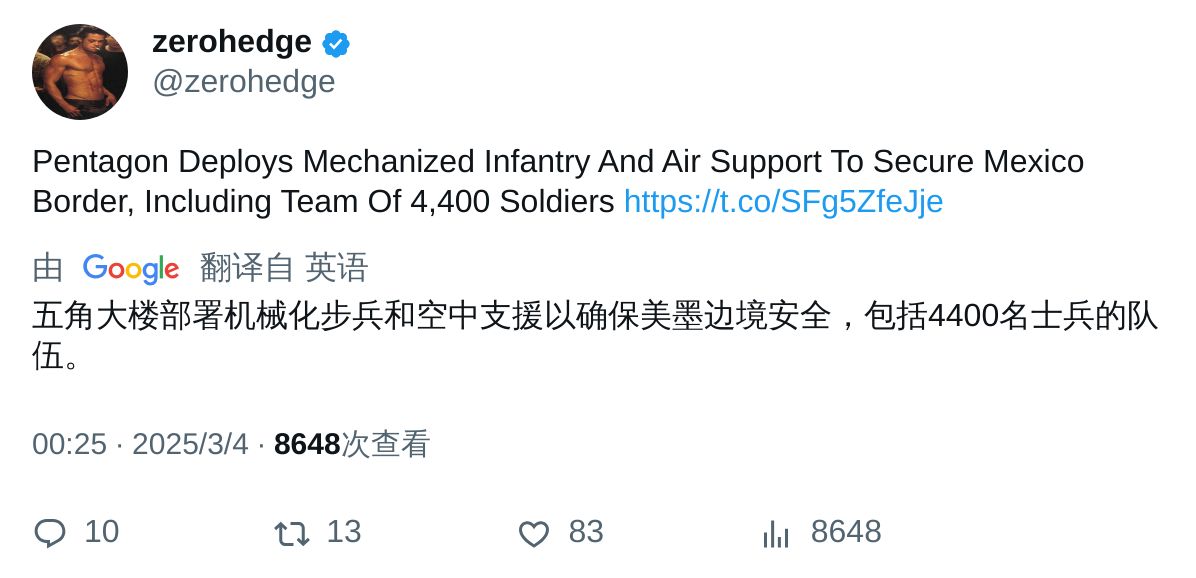 zerohedge
@zerohedge
Pentagon Deploys Mechanized Infantry And Air Support To Secure Mexico
Border, Including Team Of 4,400 Soldiers https://t.co/SFg5ZfeJje
由 Google 翻译自 英语
五角大楼部署机械化步兵和空中支援以确保美墨边境安全，包括4400名士兵的队
伍。
00:25 · 2025/3/4 · 8648次查看
10 13 83 8648